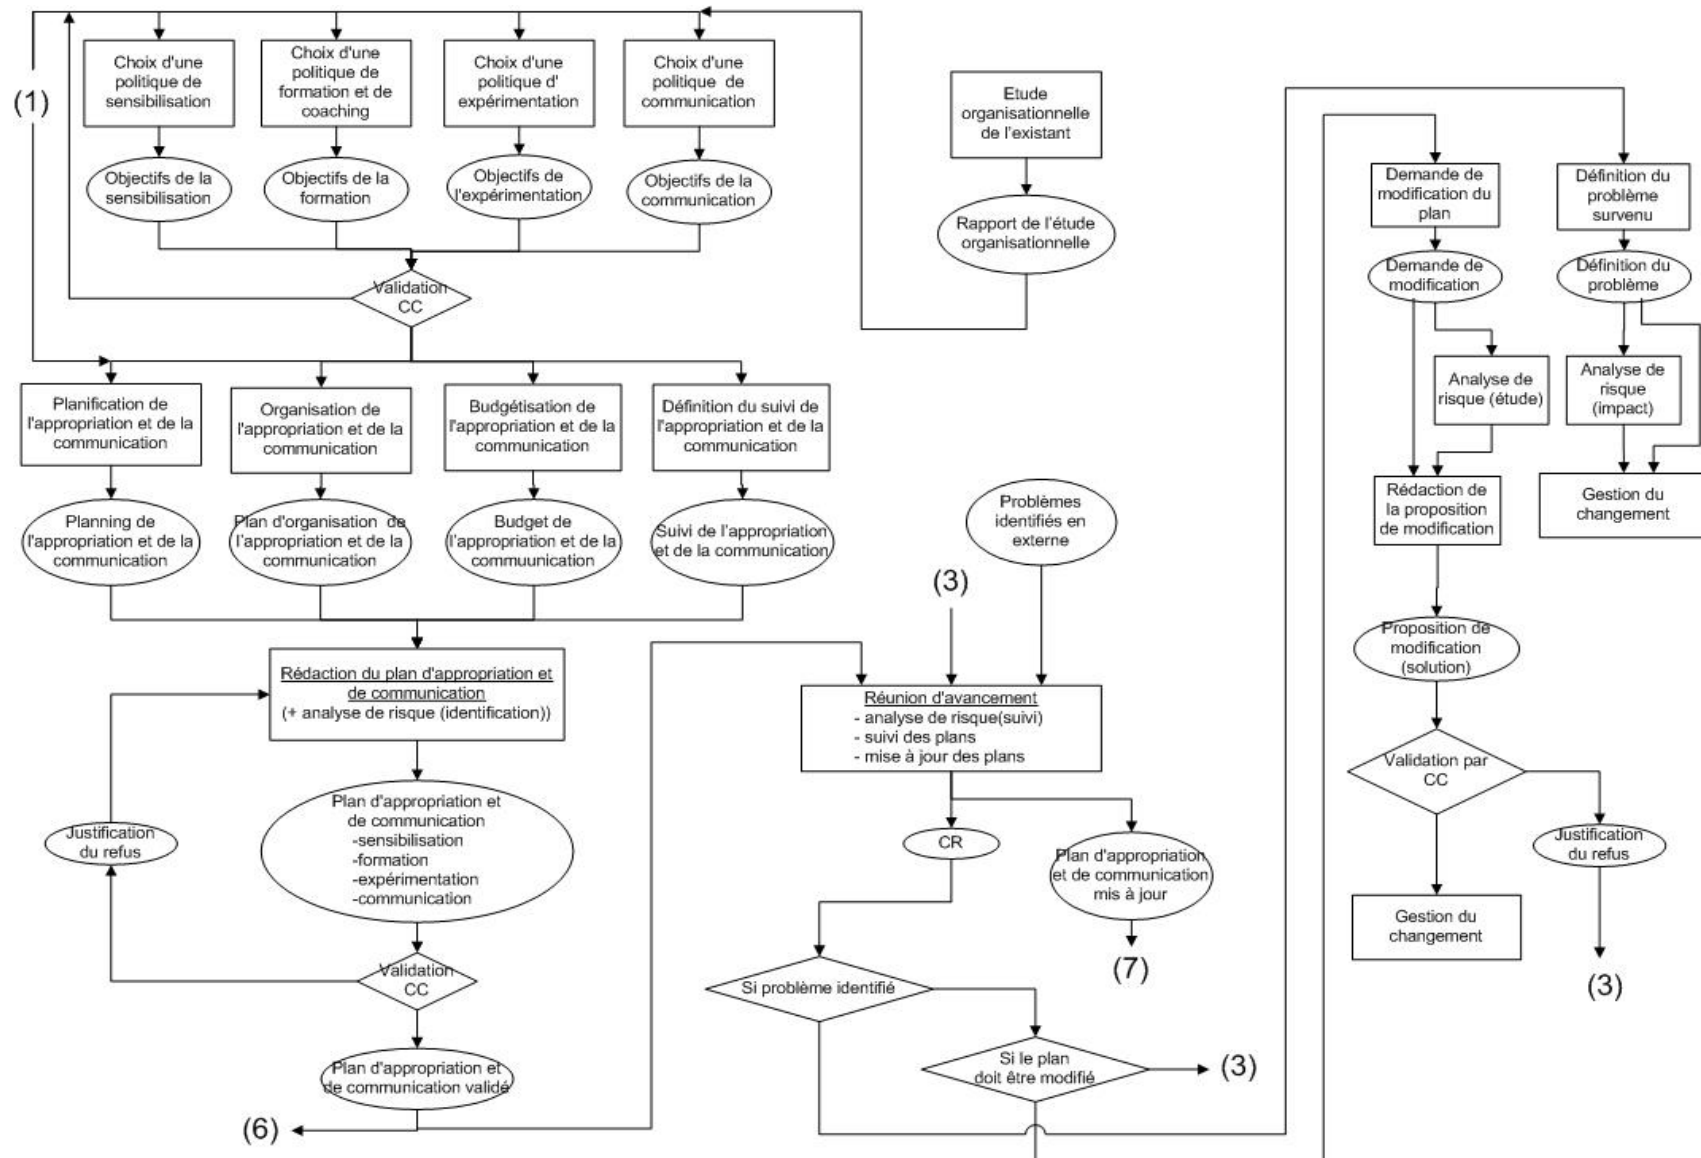 (1)
Choix d'une
politique de
sensibilisation
Choix d'une
politique de
formation et de
coaching
Choix d'une
politique d'
expérimentation
Choix d'une
politique de
communication
Objectifs de la
sensibilisation
Objectifs de la
formation
Objectifs de
l'expérimentation
Objectifs de la
communication
Validation
CC
Etude
organisationnelle
de l'existant
Rapport de l'étude
organisationnelle
Planification de
l'appropriation et de la
communication
Organisation de
l'appropriation et de la
communication
Budgétisation de
l'appropriation et de la
communication
Définition du suivi de
l'appropriation et de la
communication
Planning de
l'appropriation et de la
communication
Plan d'organisation de
l'appropriation et de la
communication
Budget de
l'appropriation et de la
commuunication
Suivi de l'appropriation
et de la communication
Rédaction du plan d'appropriation et
de communication
(+ analyse de risque (identification))
Plan d'appropriation et
de communication
-sensibilisation
-formation
-expérimentation
-communication
Justification
du refus
Validation
CC
Plan d'appropriation et
de communication validé
(6)
Problèmes
identifiés en
externe
(3)
Réunion d'avancement
- analyse de risque(suivi)
- suivi des plans
- mise à jour des plans
CR
Plan d'appropriation
et de communication
mis à jour
(7)
Si problème identifié
Si le plan
doit être modifié
(3)
Demande de
modification du
plan
Demande de
modification
Analyse de
risque (étude)
Rédaction de
la proposition
de modification
Proposition de
modification
(solution)
Validation par
CC
Gestion du
changement
Justification
du refus
(3)
Définition du
problème
survenu
Définition du
problème
Analyse de
risque
(impact)
Gestion du
changement